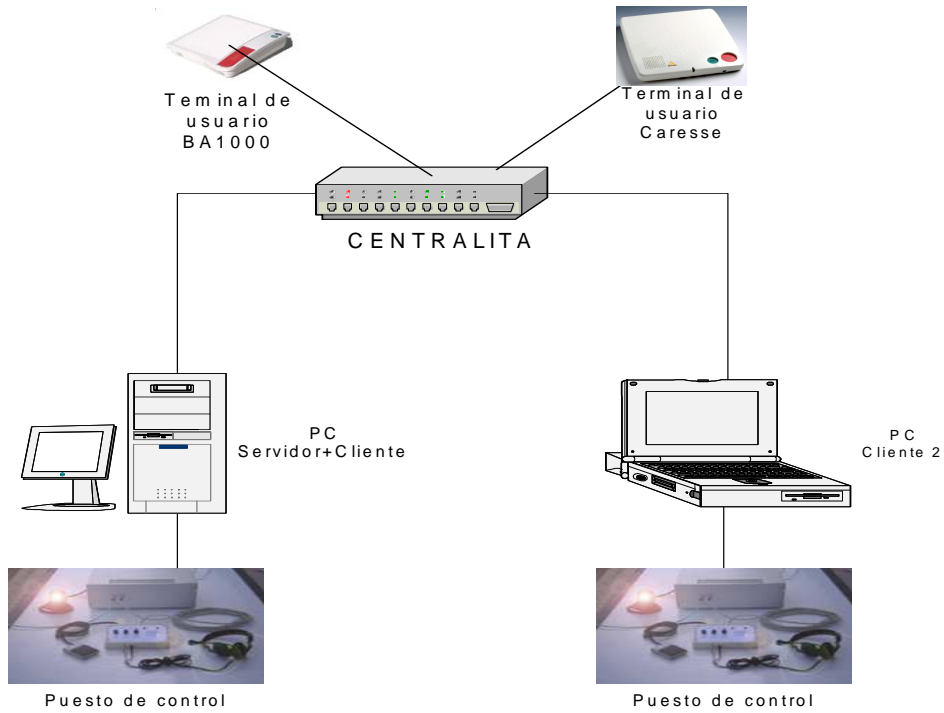 Teminal de
usuario
BA1000
Terminal de
usuario
Caresse
CENTRALITA
PC
Servidor+Cliente
PC
Cliente 2
Puesto de control
Puesto de control